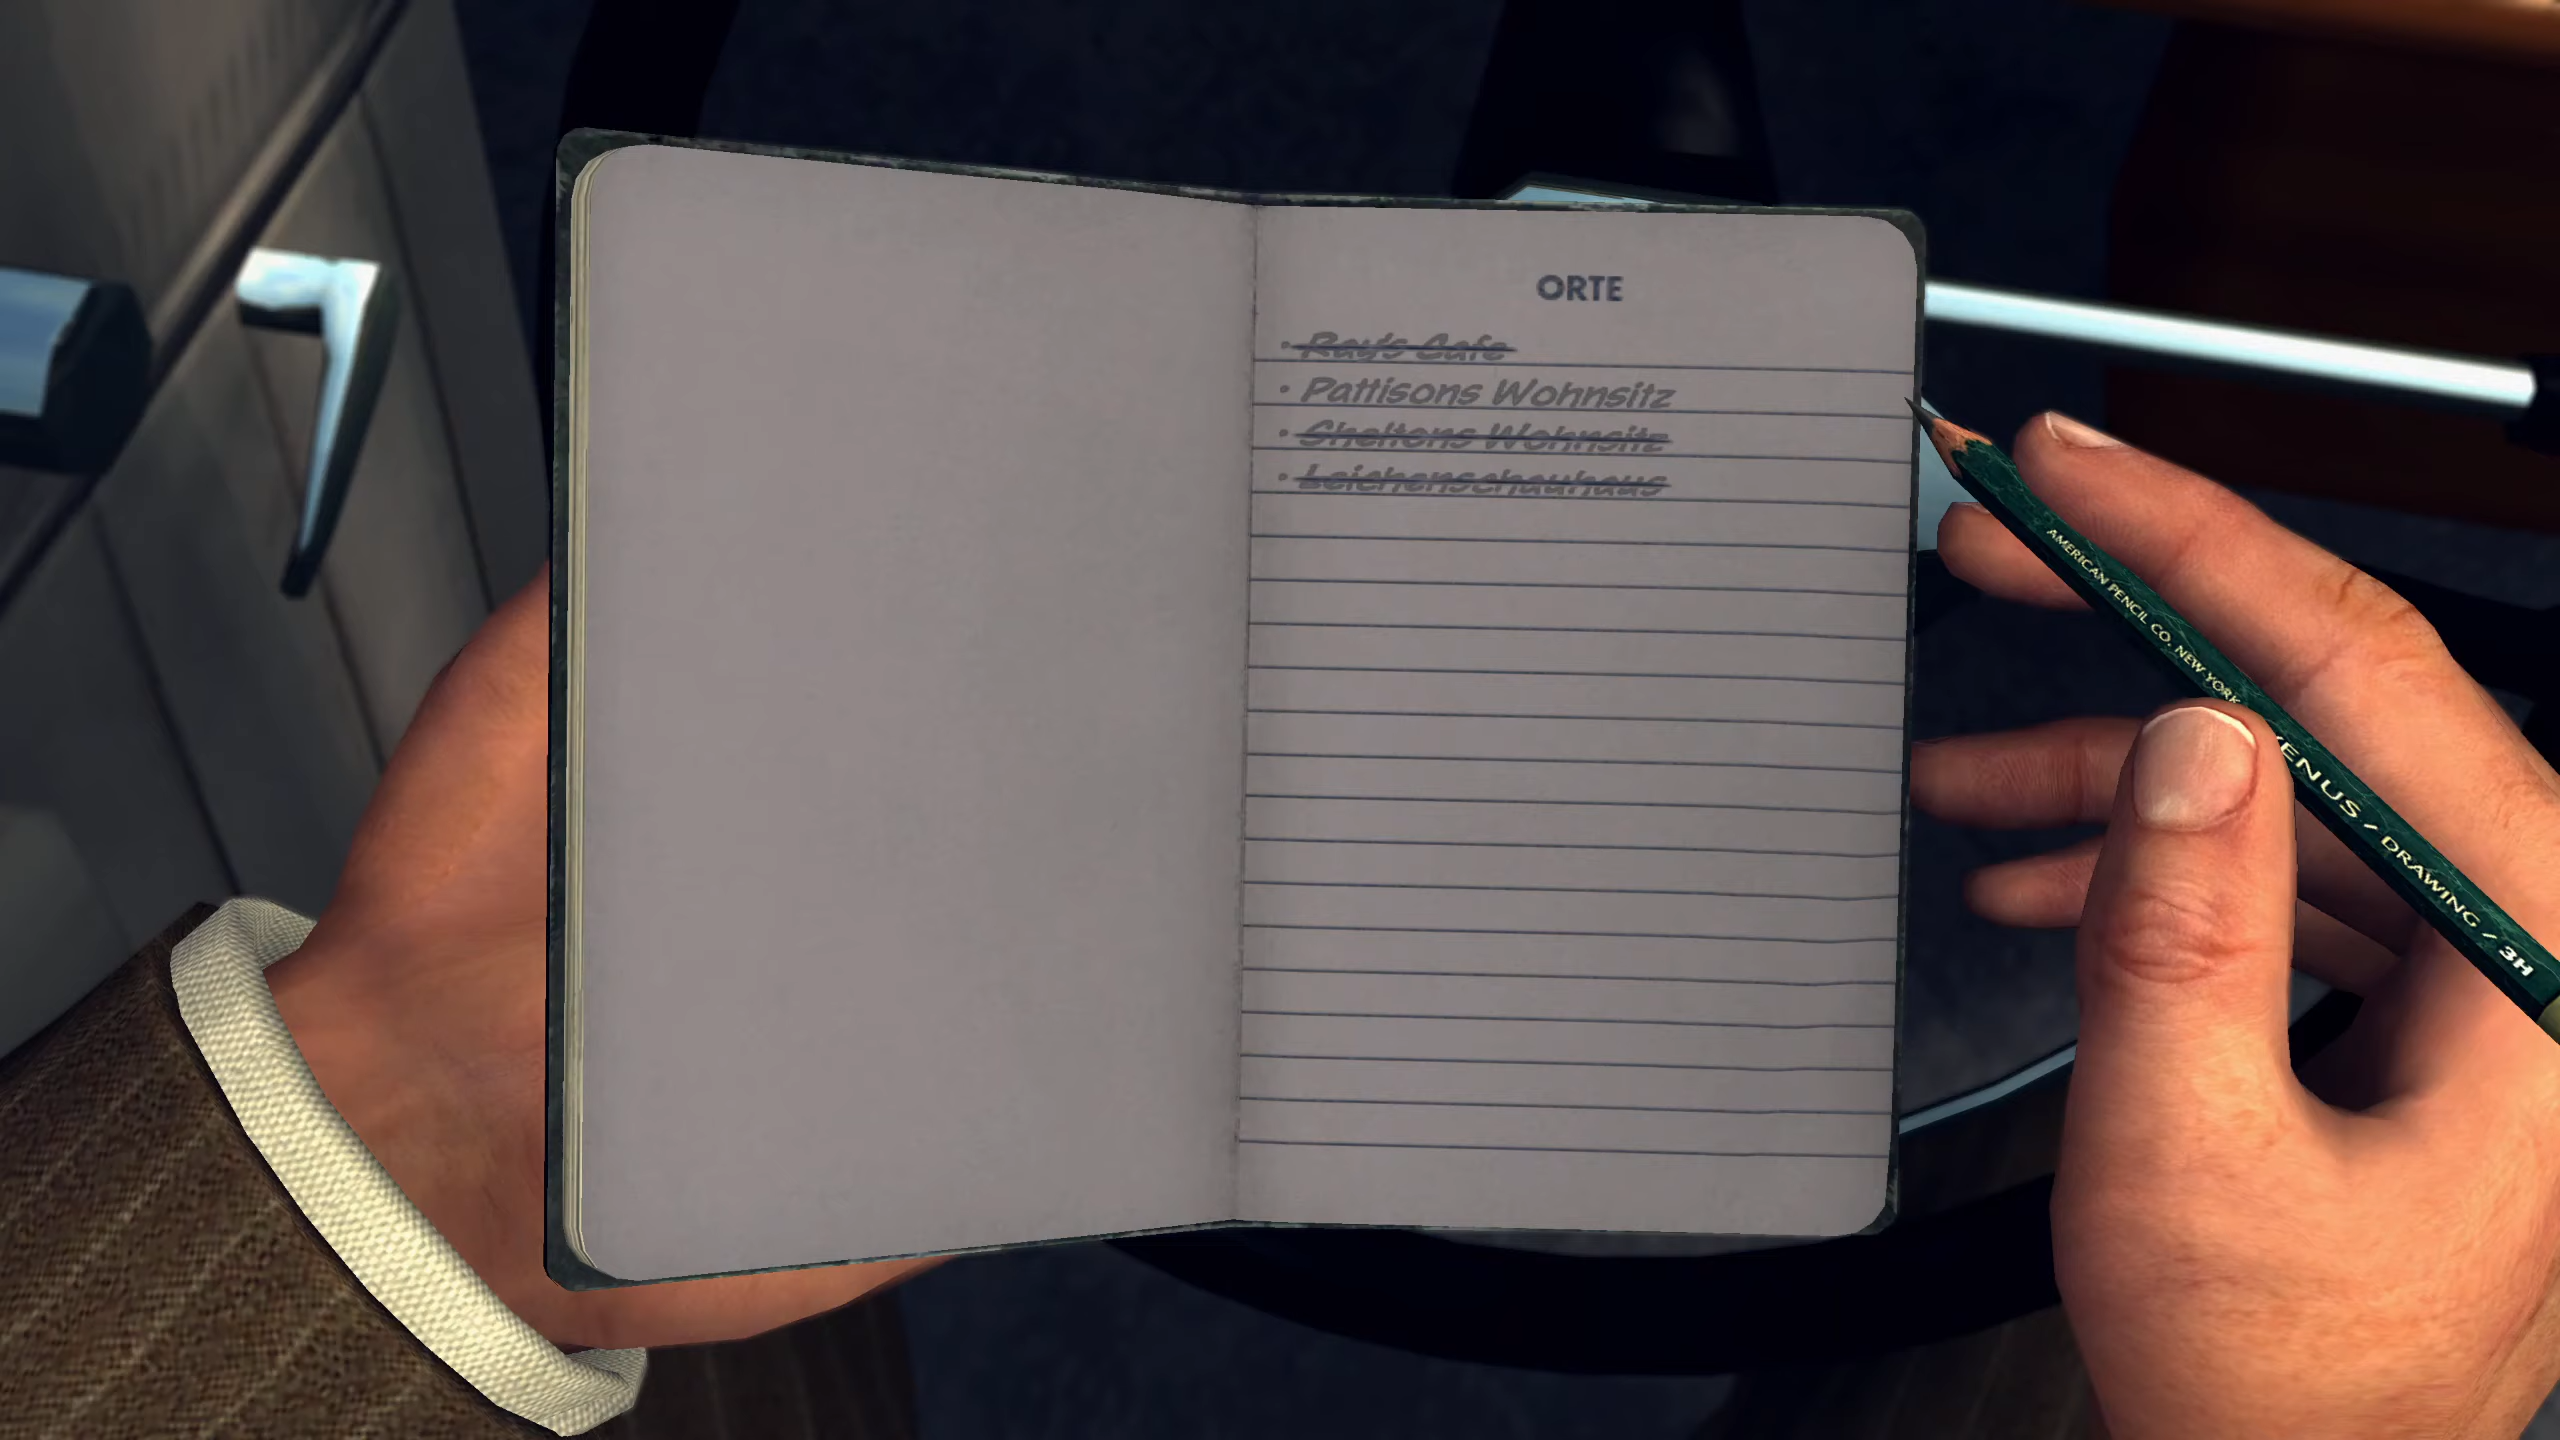 ORTE
• Ray's Cafe
• Pattisons Wohnsitz
• Sheltons Wohnsitz
• Leichenschauhaus
AMERICAN PENCIL CO. NEW YORK
VENUS / DRAWING / 3H